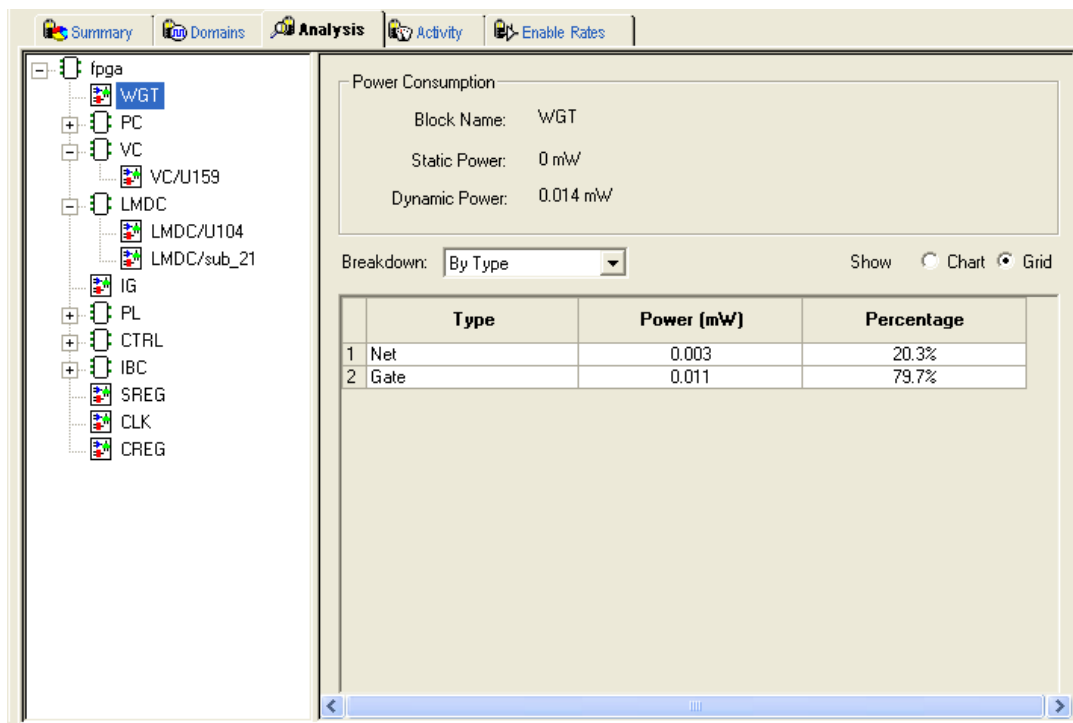 Summary Domains Analysis Activity Enable Rates
fpga
WGT
PC
VC
VC/U159
LMDC
LMDC/U104
LMDC/sub_21
IG
PL
CTRL
IBC
SREG
CLK
CREG
Power Consumption
Block Name: WGT
Static Power: 0 mW
Dynamic Power: 0.014 mW
Breakdown: By Type Show Chart Grid
Type Power (mW) Percentage
1 Net 0.003 20.3%
2 Gate 0.011 79.7%